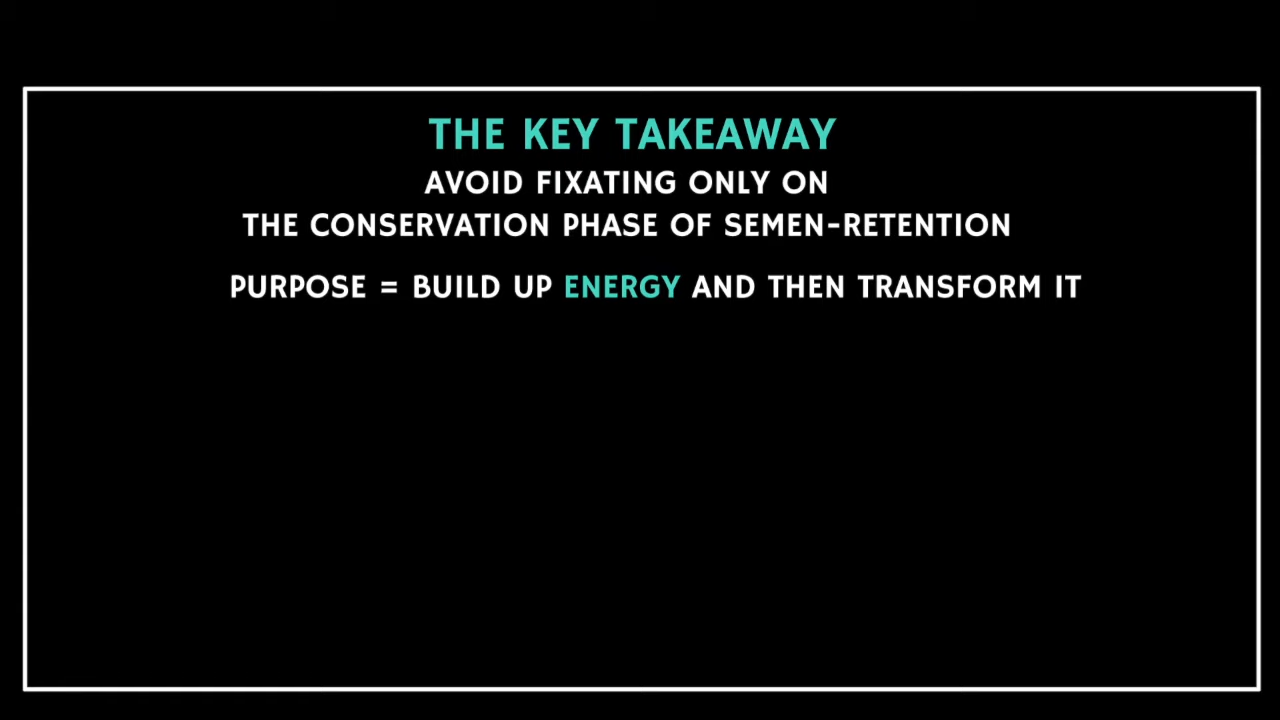 THE KEY TAKEAWAY
AVOID FIXATING ONLY ON
THE CONSERVATION PHASE OF SEMEN-RETENTION
PURPOSE = BUILD UP ENERGY AND THEN TRANSFORM IT